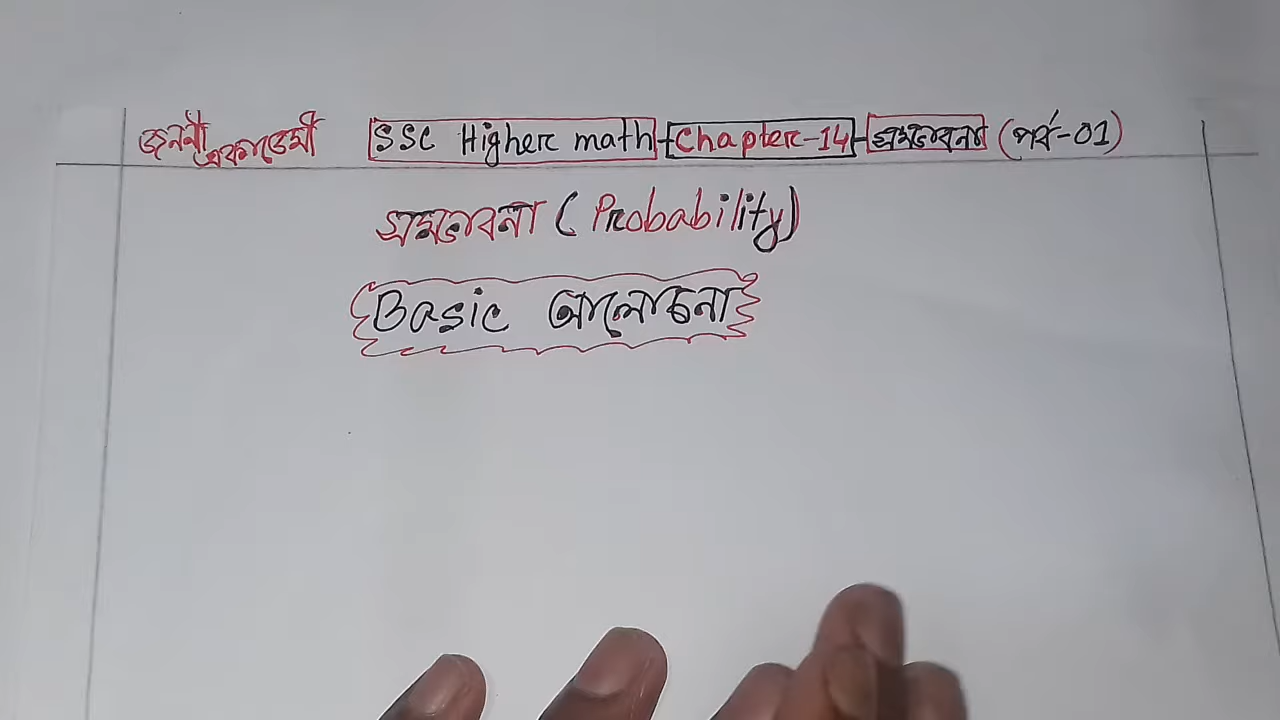 জননী একাডেমী SSC Higher math - Chapter-14 - সম্ভাবনা (পর্ব-01)
সম্ভাবনা (Probability)
Basic আলোচনা